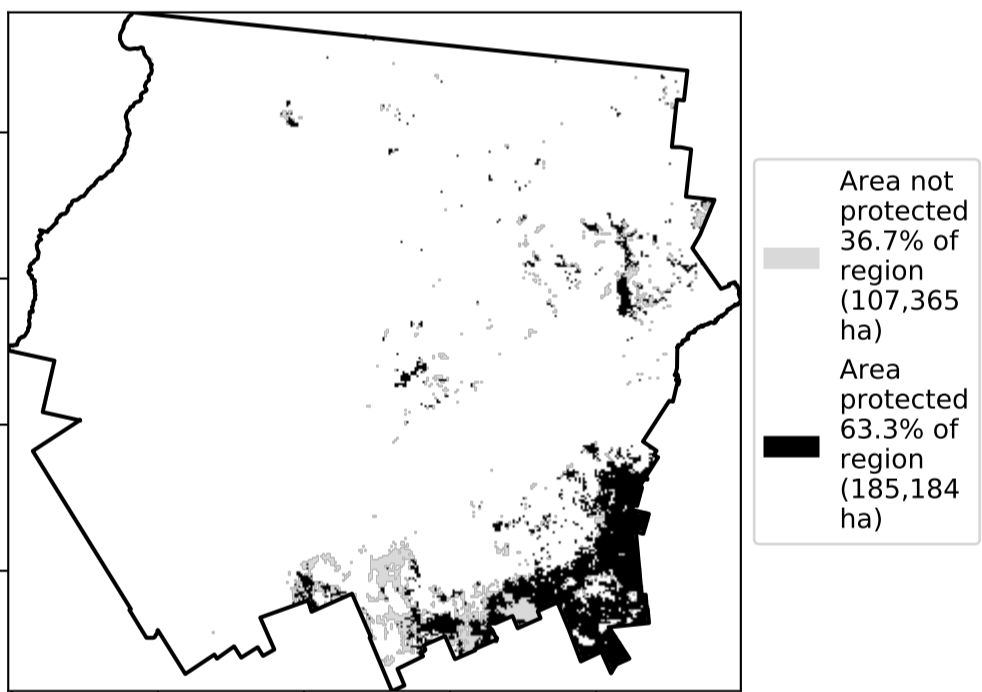 Area not
protected
36.7% of
region
(107,365
ha)
Area
protected
63.3% of
region
(185,184
ha)